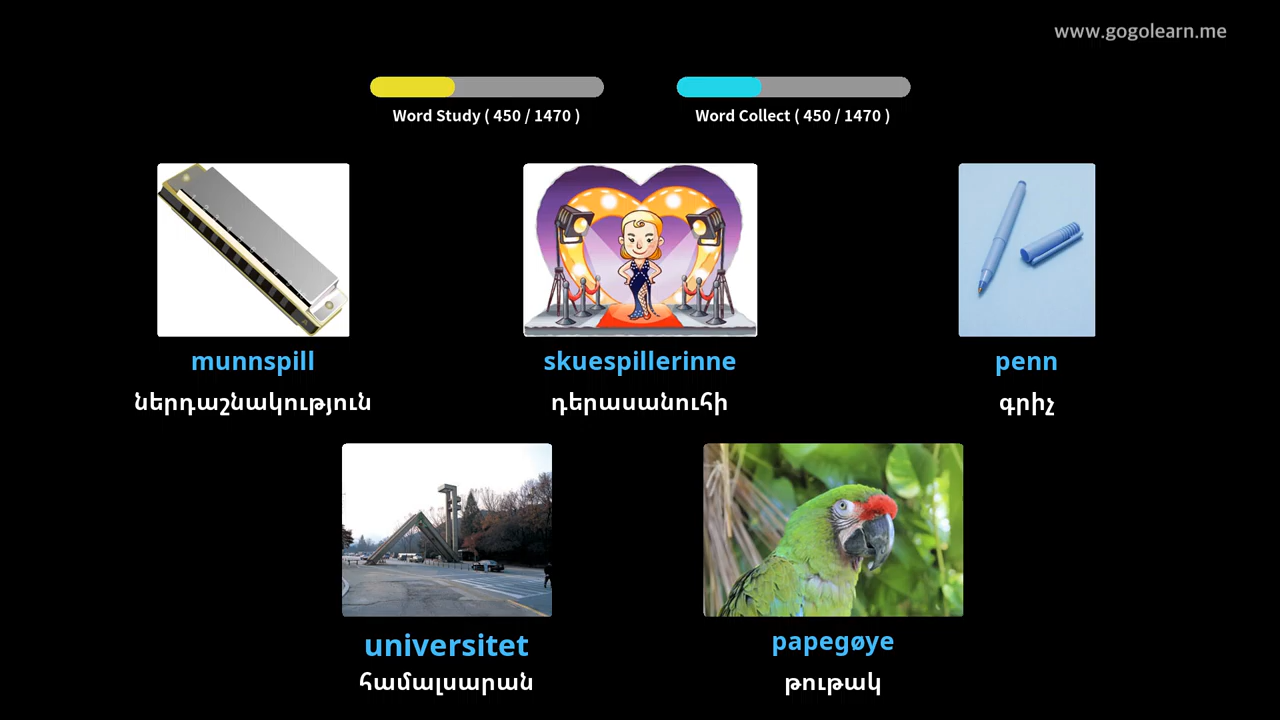 www.gogolearn.me
Word Study ( 450 / 1470 )
Word Collect ( 450 / 1470 )
munnspill
skuespillerinne
penn
ներդաշնակություն
դերասանուհի
գրիչ
universitet
papegøye
համալսարան
թութակ